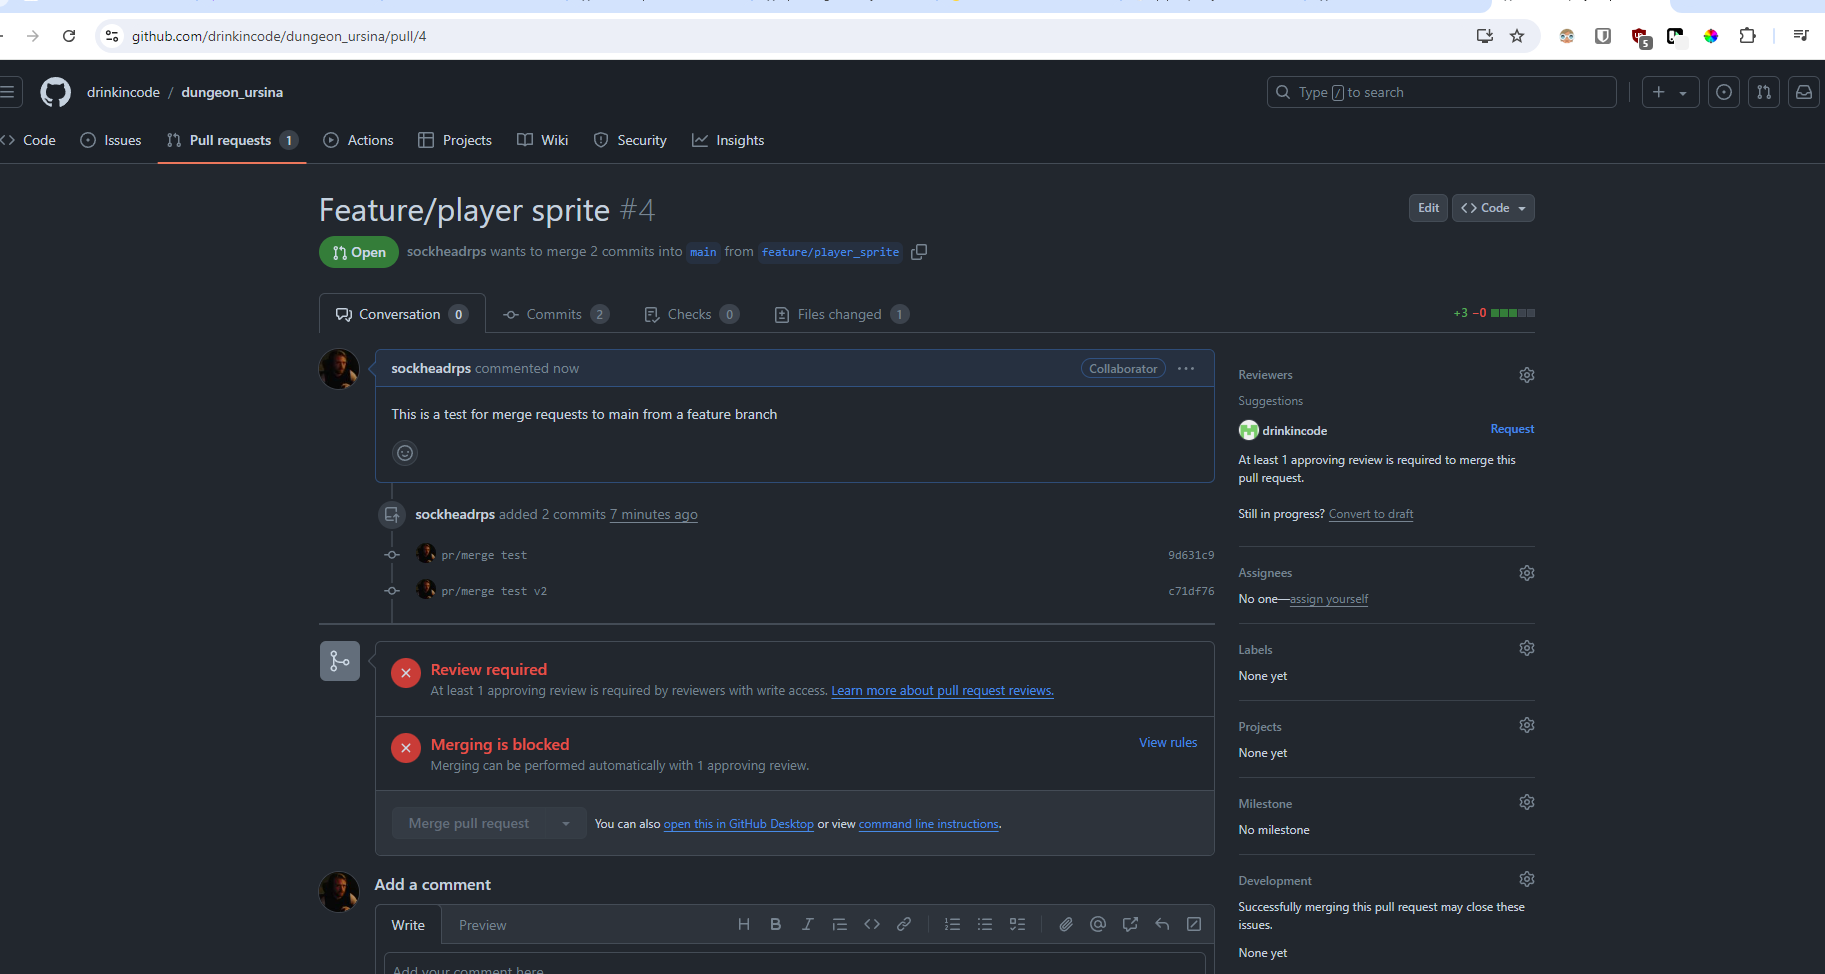 github.com/drinkincode/dungeon_ursina/pull/4
5
drinkincode / dungeon_ursina
Type / to search
Code Issues Pull requests 1 Actions Projects Wiki Security Insights
Feature/player sprite #4
Edit <> Code
Open sockheadrps wants to merge 2 commits into main from feature/player_sprite
Conversation 0 Commits 2 Checks 0 Files changed 1 +3 −0
sockheadrps commented now Collaborator ...
This is a test for merge requests to main from a feature branch
sockheadrps added 2 commits 7 minutes ago
pr/merge test 9d631c9
pr/merge test v2 c71df76
Review required
At least 1 approving review is required by reviewers with write access. Learn more about pull request reviews.
Merging is blocked View rules
Merging can be performed automatically with 1 approving review.
Merge pull request You can also open this in GitHub Desktop or view command line instructions.
Add a comment
Write Preview H B I
Add your comment here
Reviewers
Suggestions
drinkincode Request
At least 1 approving review is required to merge this
pull request.
Still in progress? Convert to draft
Assignees
No one—assign yourself
Labels
None yet
Projects
None yet
Milestone
No milestone
Development
Successfully merging this pull request may close these
issues.
None yet